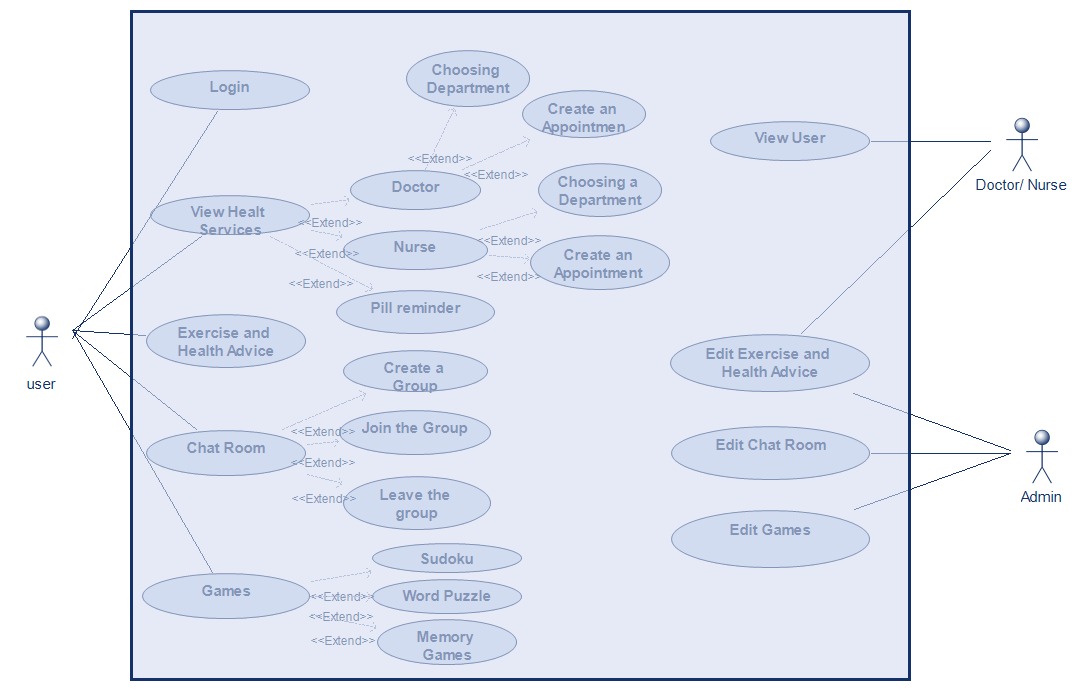 Choosing
Department
Login
Create an
Appointmen
View User
Doctor/ Nurse
<<Extend>>
<<Extend>>
Doctor
Choosing a
Department
View Healt
Services
<<Extend>>
Nurse
<<Extend>>
<<Extend>>
Create an
Appointment
<<Extend>>
<<Extend>>
Pill reminder
Exercise and
Health Advice
user
Create a
Group
Edit Exercise and
Health Advice
<<Extend>>
Join the Group
Chat Room
<<Extend>>
Edit Chat Room
Admin
<<Extend>>
Leave the
group
Edit Games
Sudoku
Games
<<Extend>>
Word Puzzle
<<Extend>>
<<Extend>>
Memory
Games